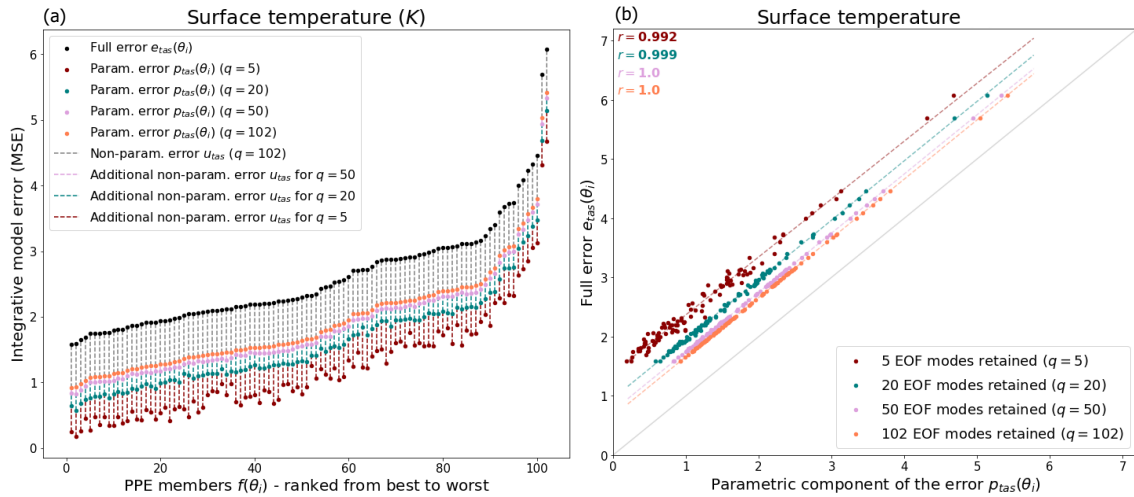 (a)
Surface temperature (K)
Integrative model error (MSE)
6
5
4
3
2
1
0
Full error e_tas(θ_i)
Param. error p_tas(θ_i) (q = 5)
Param. error p_tas(θ_i) (q = 20)
Param. error p_tas(θ_i) (q = 50)
Param. error p_tas(θ_i) (q = 102)
Non-param. error u_tas (q = 102)
Additional non-param. error u_tas for q = 50
Additional non-param. error u_tas for q = 20
Additional non-param. error u_tas for q = 5
0 20 40 60 80 100
PPE members f(θ_i) - ranked from best to worst
(b)
Surface temperature
r = 0.992
r = 0.999
r = 1.0
r = 1.0
Full error e_tas(θ_i)
7
6
5
4
3
2
1
0
5 EOF modes retained (q = 5)
20 EOF modes retained (q = 20)
50 EOF modes retained (q = 50)
102 EOF modes retained (q = 102)
0 1 2 3 4 5 6 7
Parametric component of the error p_tas(θ_i)